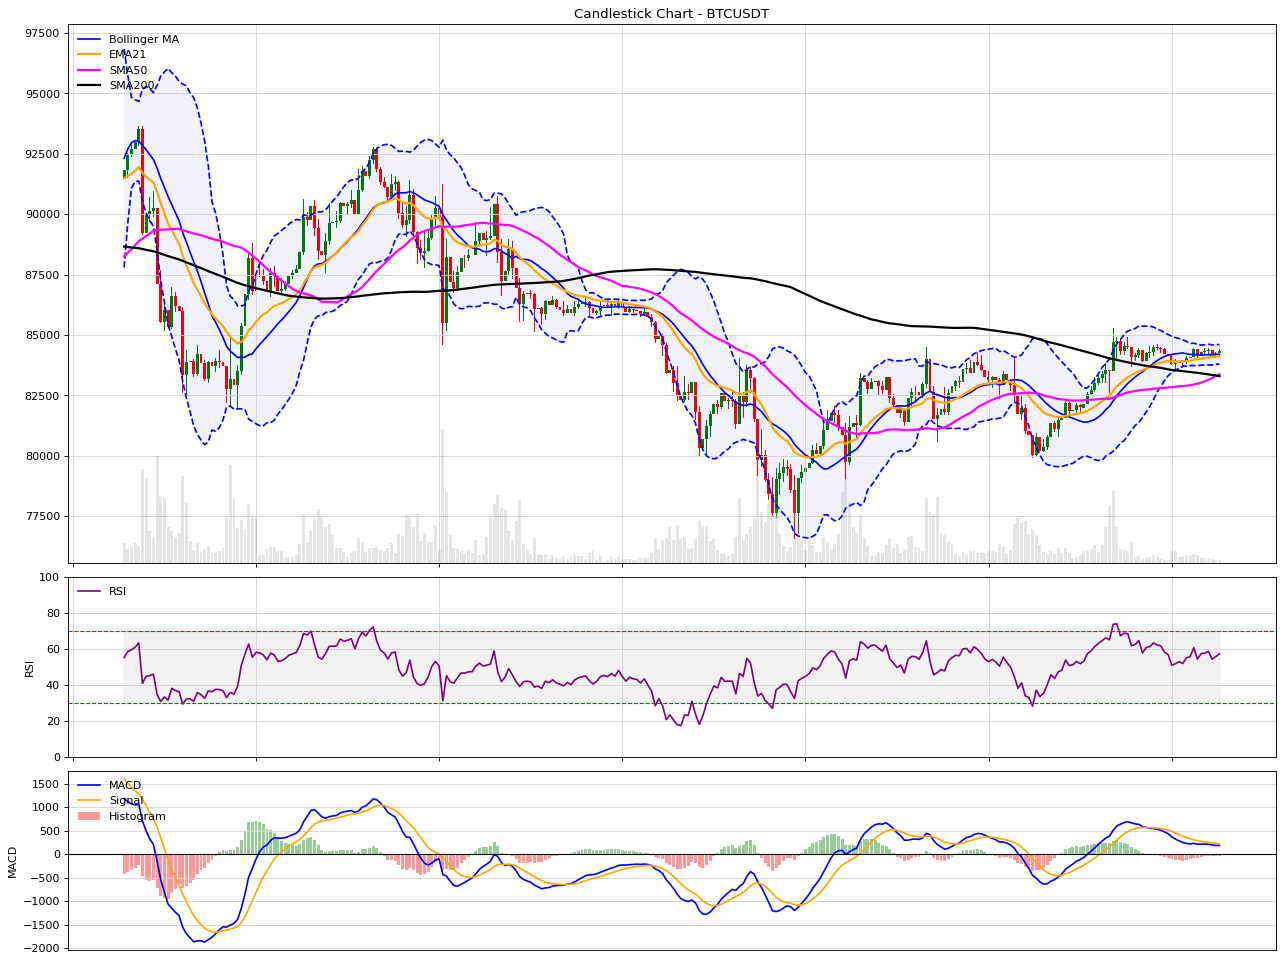 Candlestick Chart - BTCUSDT
97500
95000
92500
90000
87500
85000
82500
80000
77500
Bollinger MA
EMA21
SMA50
SMA200
100
80
60
40
20
0
RSI
RSI
1500
1000
500
0
−500
−1000
−1500
−2000
MACD
MACD
Signal
Histogram